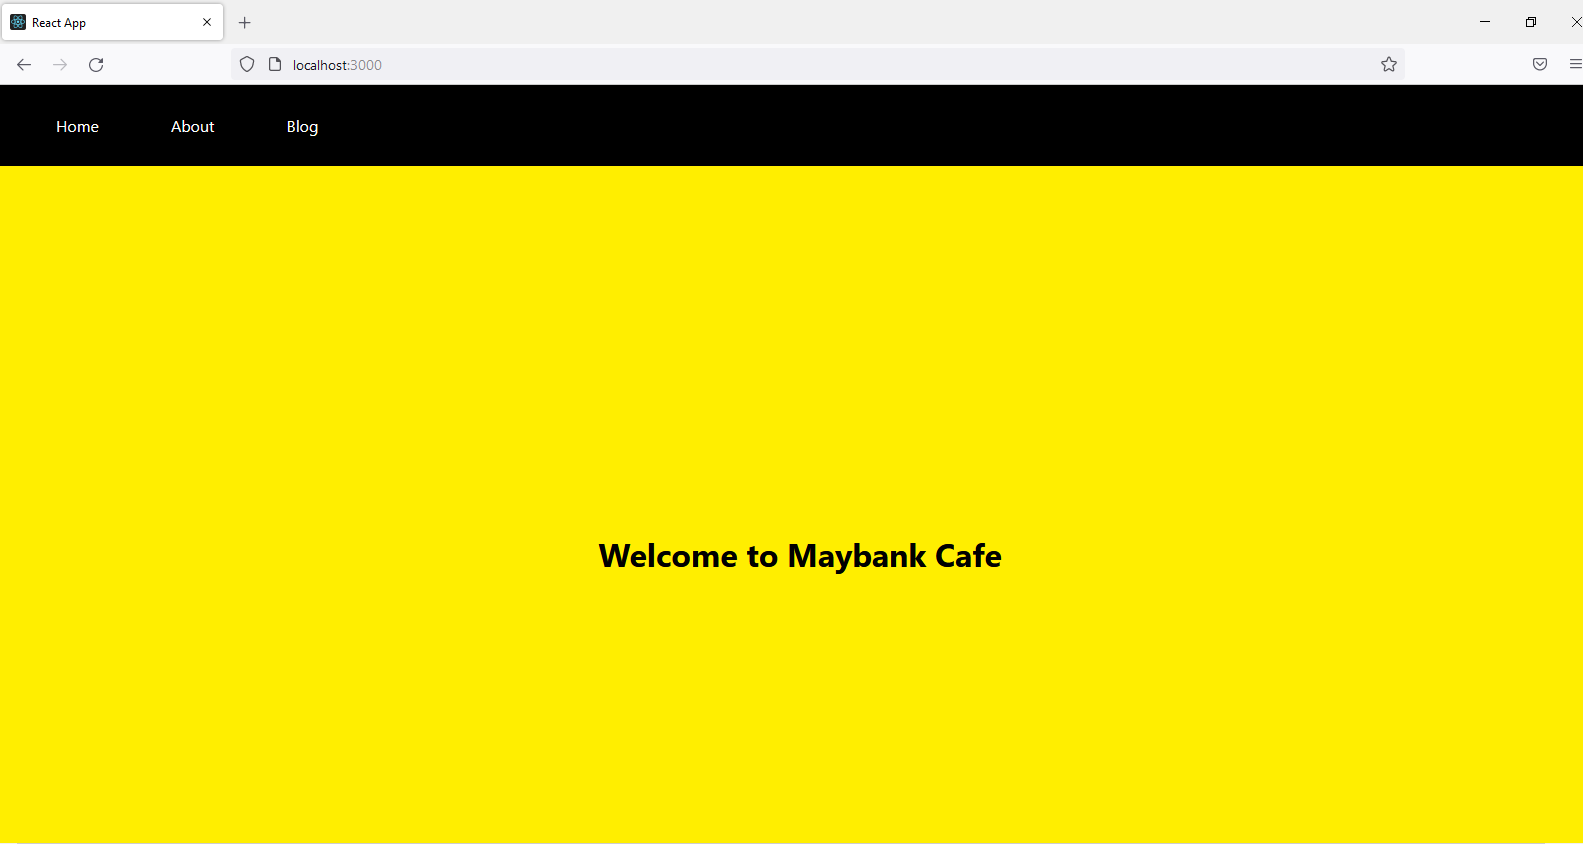 React App
localhost:3000
Home About Blog
Welcome to Maybank Cafe